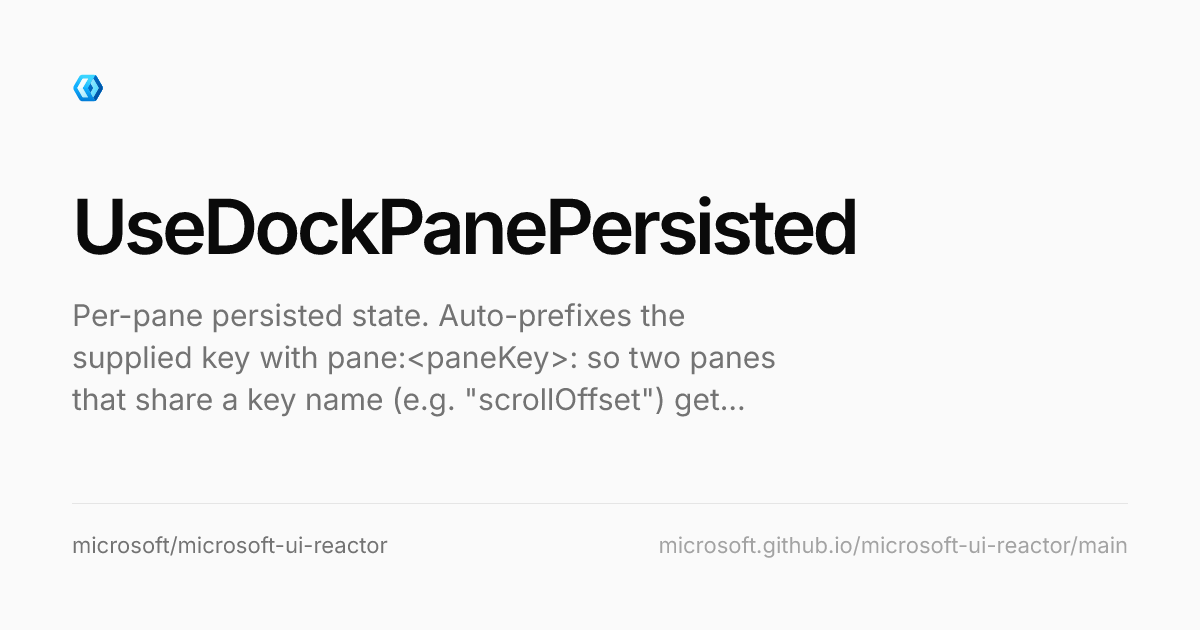 UseDockPanePersisted
Per-pane persisted state. Auto-prefixes the
supplied key with pane:<paneKey>: so two panes
that share a key name (e.g. "scrollOffset") get...
microsoft/microsoft-ui-reactor
microsoft.github.io/microsoft-ui-reactor/main